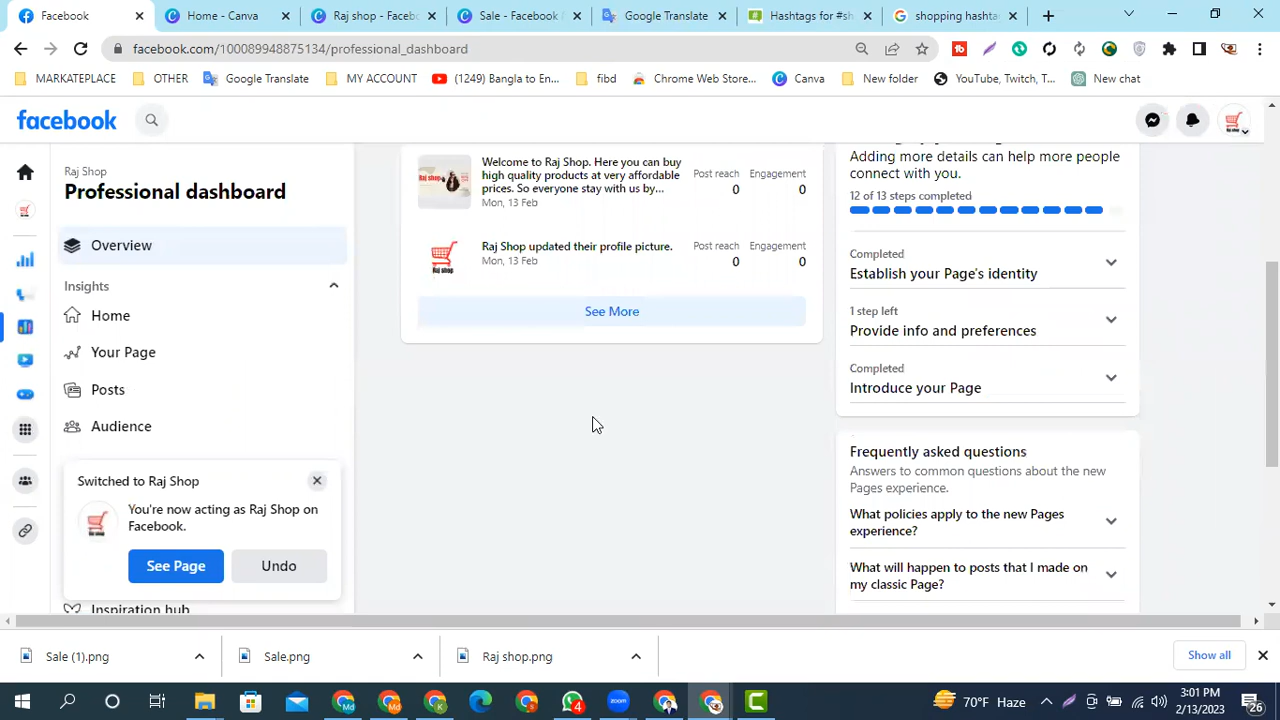 Facebook
Home - Canva
Raj shop - Faceb
Sale - Facebook
Google Translate
Hashtags for #sh
shopping hashta
facebook.com/100089948875134/professional_dashboard
MARKATEPLACE
OTHER
Google Translate
MY ACCOUNT
(1249) Bangla to En...
fibd
Chrome Web Store...
Canva
New folder
YouTube, Twitch, T...
New chat
facebook
Raj Shop
Professional dashboard
Overview
Insights
Home
Your Page
Posts
Audience
Switched to Raj Shop
You're now acting as Raj Shop on
Facebook.
See Page
Undo
Inspiration hub
Welcome to Raj Shop. Here you can buy
high quality products at very affordable
prices. So everyone stay with us by...
Mon, 13 Feb
Post reach
0
Engagement
0
Raj Shop updated their profile picture.
Mon, 13 Feb
Post reach
0
Engagement
0
See More
Adding more details can help more people
connect with you.
12 of 13 steps completed
Completed
Establish your Page's identity
1 step left
Provide info and preferences
Completed
Introduce your Page
Frequently asked questions
Answers to common questions about the new
Pages experience.
What policies apply to the new Pages
experience?
What will happen to posts that I made on
my classic Page?
Sale (1).png
Sale.png
Raj shop.png
Show all
70°F Haze
3:01 PM
2/13/2023
26